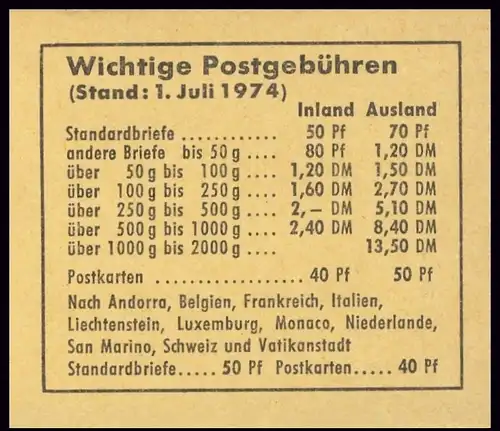 Wichtige Postgebühren
(Stand: 1. Juli 1974)
Inland Ausland
Standardbriefe ............ 50 Pf 70 Pf
andere Briefe bis 50 g .... 80 Pf 1,20 DM
über 50 g bis 100 g .... 1,20 DM 1,50 DM
über 100 g bis 250 g .... 1,60 DM 2,70 DM
über 250 g bis 500 g .... 2,– DM 5,10 DM
über 500 g bis 1000 g .... 2,40 DM 8,40 DM
über 1000 g bis 2000 g .... 13,50 DM
Postkarten .................. 40 Pf 50 Pf
Nach Andorra, Belgien, Frankreich, Italien,
Liechtenstein, Luxemburg, Monaco, Niederlande,
San Marino, Schweiz und Vatikanstadt
Standardbriefe..... 50 Pf Postkarten .... 40 Pf